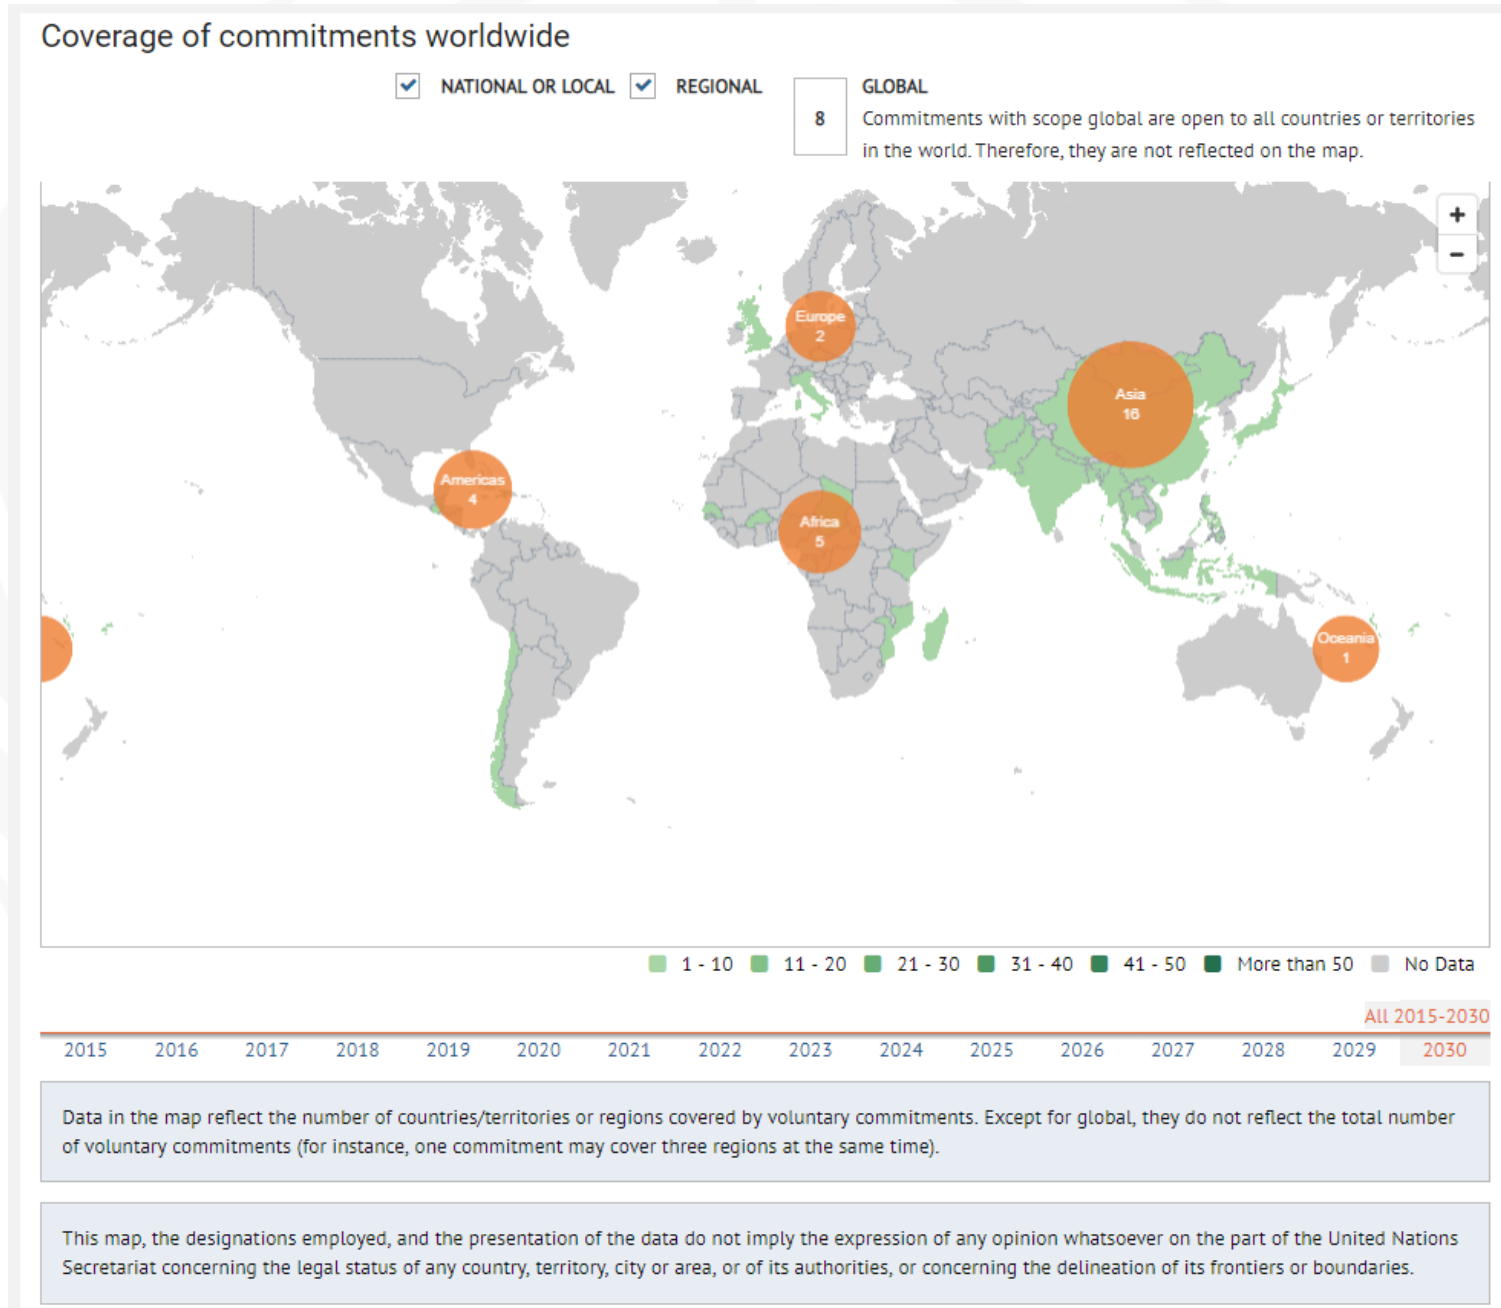 Coverage of commitments worldwide
NATIONAL OR LOCAL
REGIONAL
8
GLOBAL
Commitments with scope global are open to all countries or territories
in the world. Therefore, they are not reflected on the map.
+
−
Europe
2
Asia
16
Americas
4
Africa
5
Oceania
1
1 - 10
11 - 20
21 - 30
31 - 40
41 - 50
More than 50
No Data
All 2015-2030
2015 2016 2017 2018 2019 2020 2021 2022 2023 2024 2025 2026 2027 2028 2029 2030
Data in the map reflect the number of countries/territories or regions covered by voluntary commitments. Except for global, they do not reflect the total number
of voluntary commitments (for instance, one commitment may cover three regions at the same time).
This map, the designations employed, and the presentation of the data do not imply the expression of any opinion whatsoever on the part of the United Nations
Secretariat concerning the legal status of any country, territory, city or area, or of its authorities, or concerning the delineation of its frontiers or boundaries.